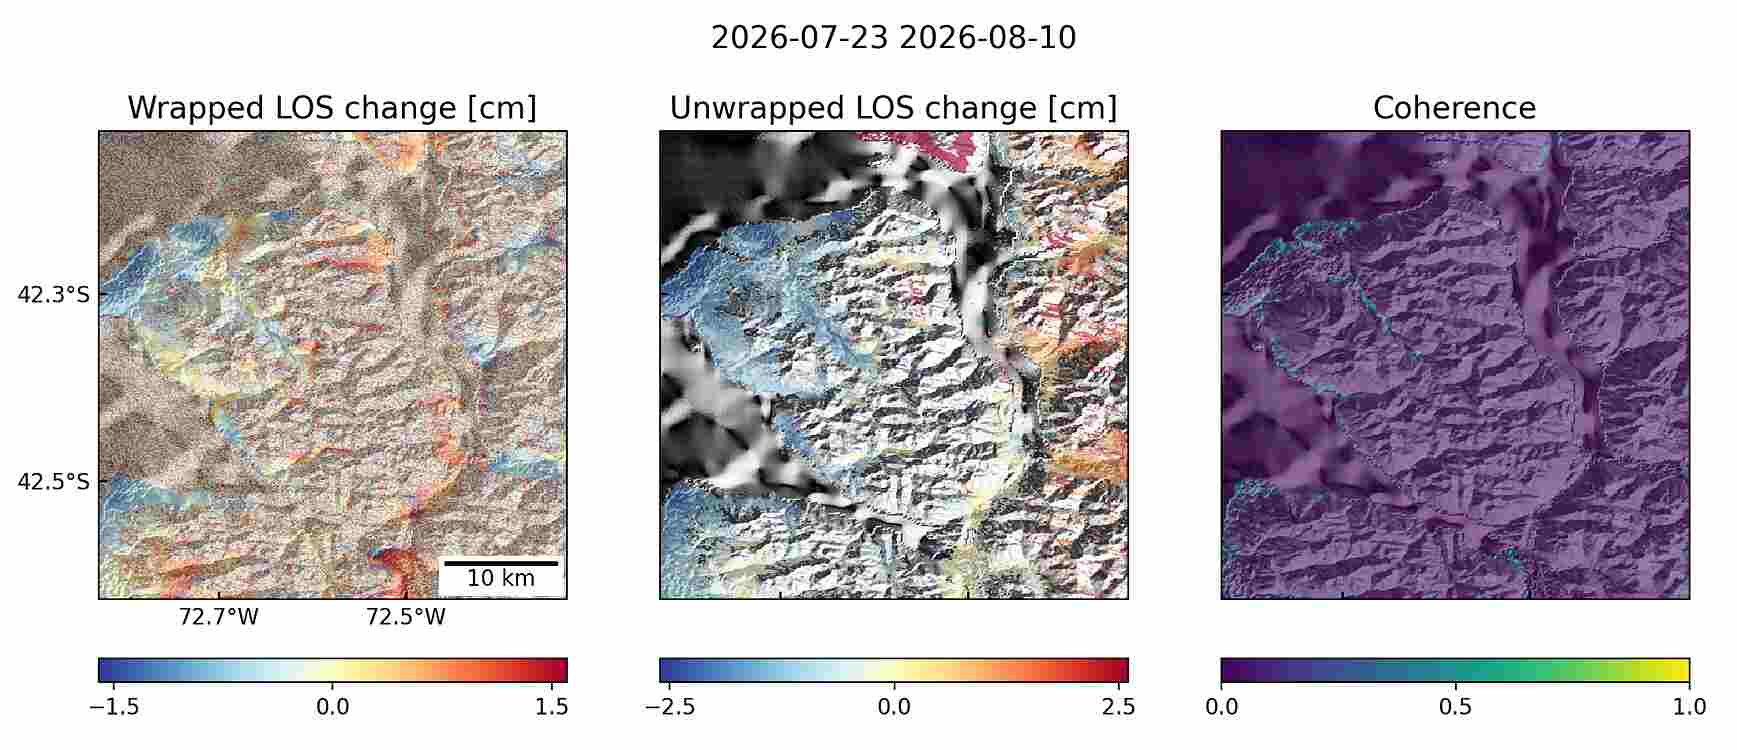 2026-07-23 2026-08-10
Wrapped LOS change [cm]
Unwrapped LOS change [cm]
Coherence
42.3°S
42.5°S
10 km
72.7°W
72.5°W
−1.5
0.0
1.5
−2.5
0.0
2.5
0.0
0.5
1.0